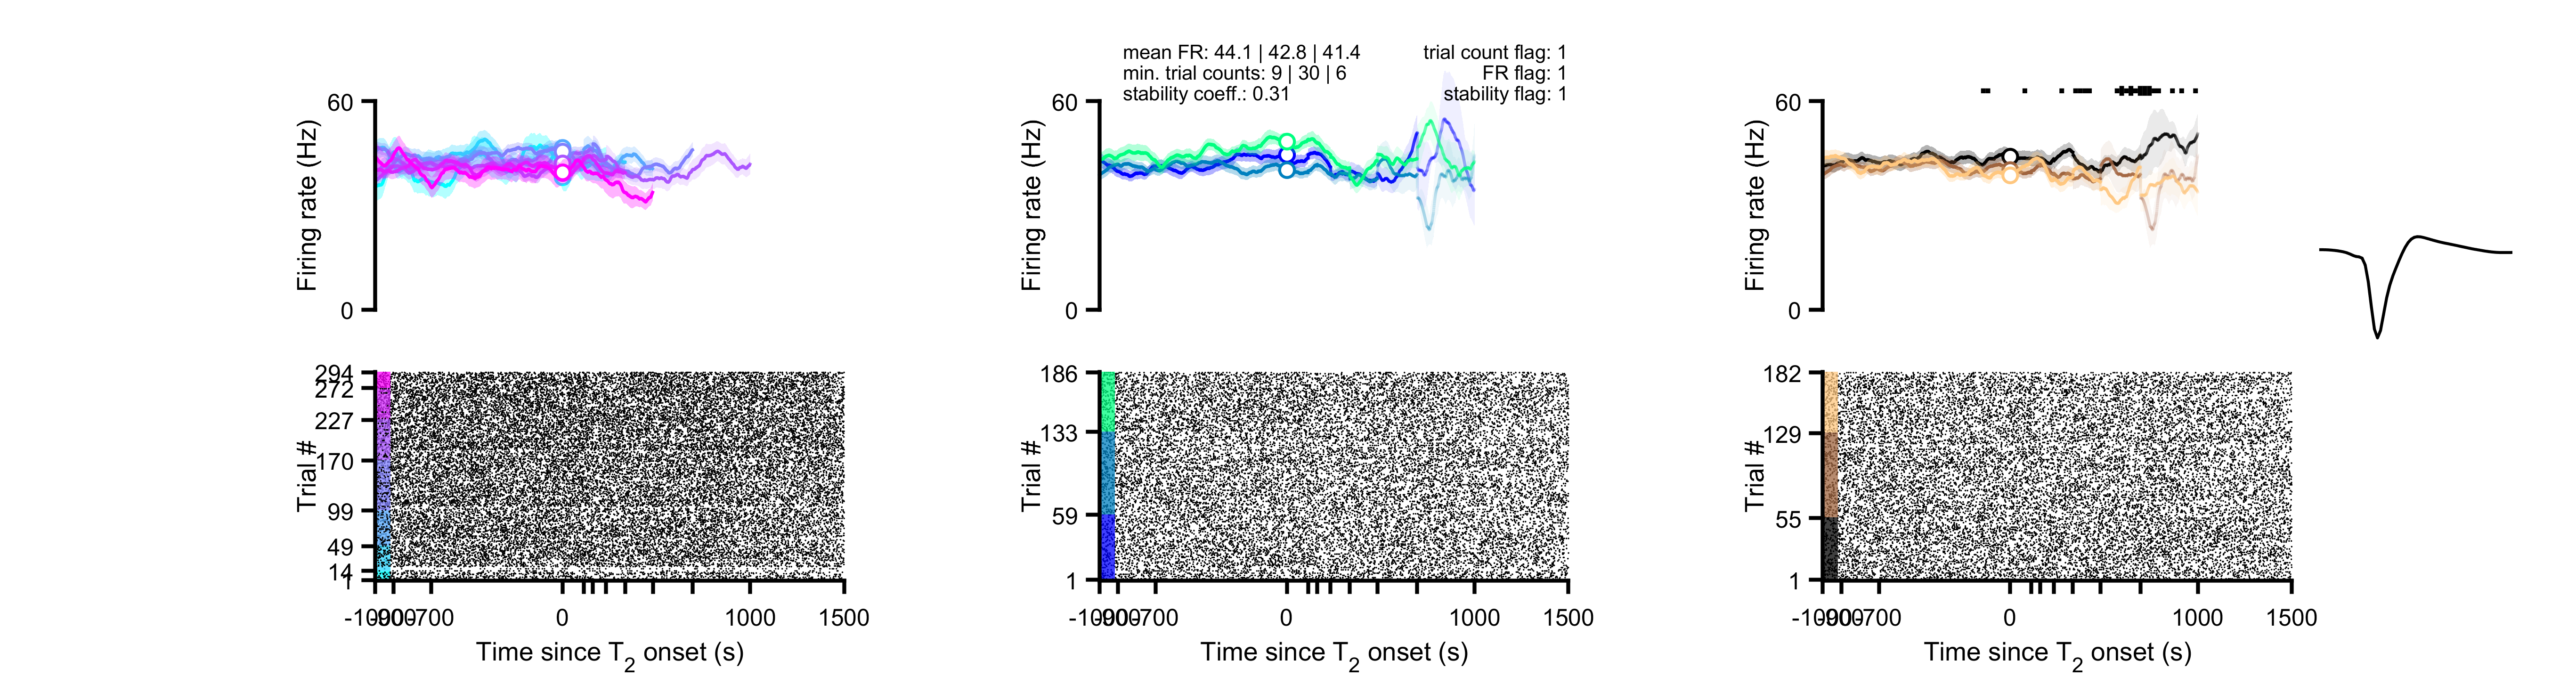 mean FR: 44.1 | 42.8 | 41.4
min. trial counts: 9 | 30 | 6
stability coeff.: 0.31
trial count flag: 1
FR flag: 1
stability flag: 1
60
0
Firing rate (Hz)
60
0
Firing rate (Hz)
60
0
Firing rate (Hz)
294
272
227
170
99
49
14
Trial #
0
1000
1500
Time since T2 onset (s)
186
133
59
1
Trial #
0
1000
1500
Time since T2 onset (s)
182
129
55
1
Trial #
0
1000
1500
Time since T2 onset (s)